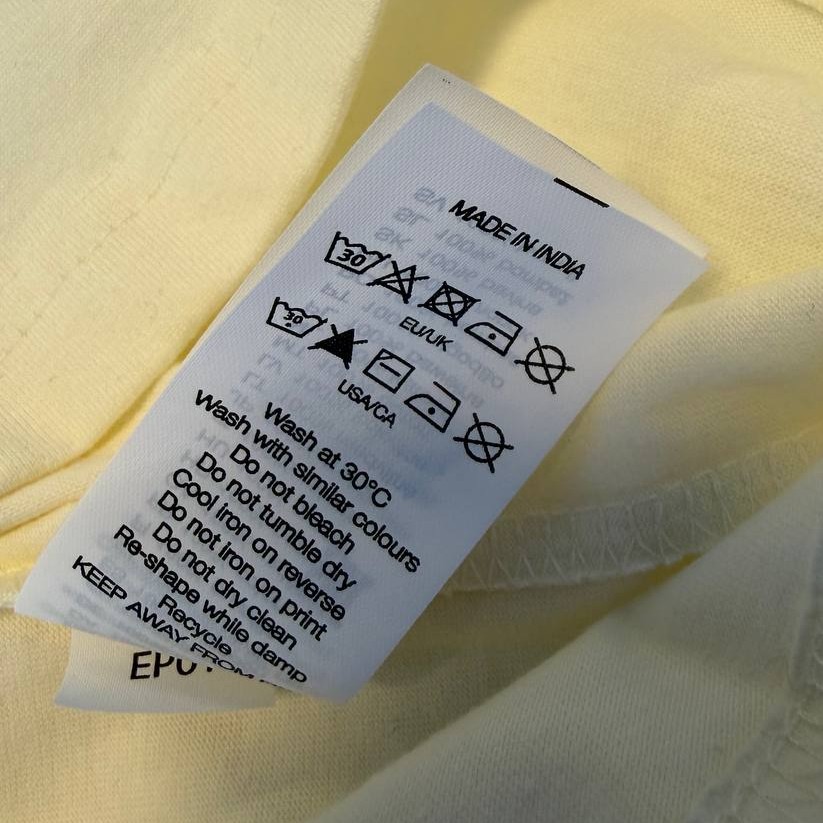 MADE IN INDIA
30
EU/UK
30
USA/CA
Wash at 30°C
Wash with similar colours
Do not bleach
Do not tumble dry
Cool iron on reverse
Do not iron on print
Do not dry clean
Re-shape while damp
Recycle
KEEP AWAY FROM